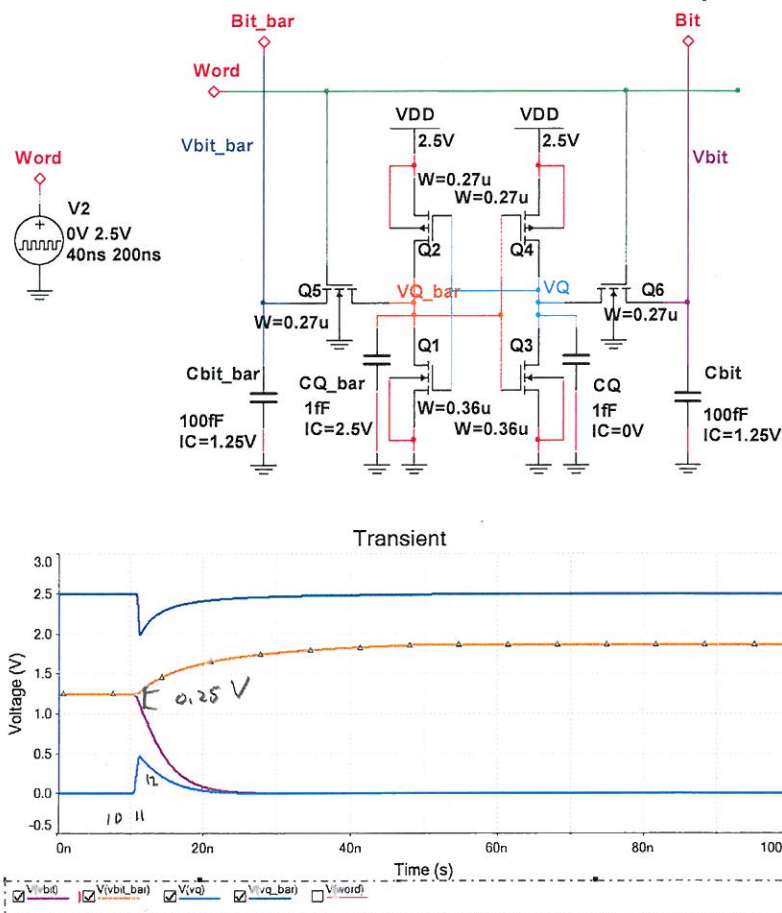 Bit_bar
Bit
Word
VDD
VDD
2.5V
2.5V
Vbit_bar
Vbit
Word
W=0.27u
W=0.27u
V2
0V 2.5V
40ns 200ns
Q2
Q4
Q5
VQ_bar
VQ
Q6
W=0.27u
W=0.27u
Q1
Q3
Cbit_bar
CQ_bar
CQ
Cbit
1fF
1fF
100fF
W=0.36u
100fF
IC=2.5V
W=0.36u
IC=0V
IC=1.25V
IC=1.25V
Transient
3.0
2.5
2.0
1.5
1.0
0.5
0.0
-0.5
Voltage (V)
0.25 V
12
10 11
0n 20n 40n 60n 80n 100n
Time (s)
V(vbit) V(vbit_bar) V(vq) V(vq_bar) V(word)